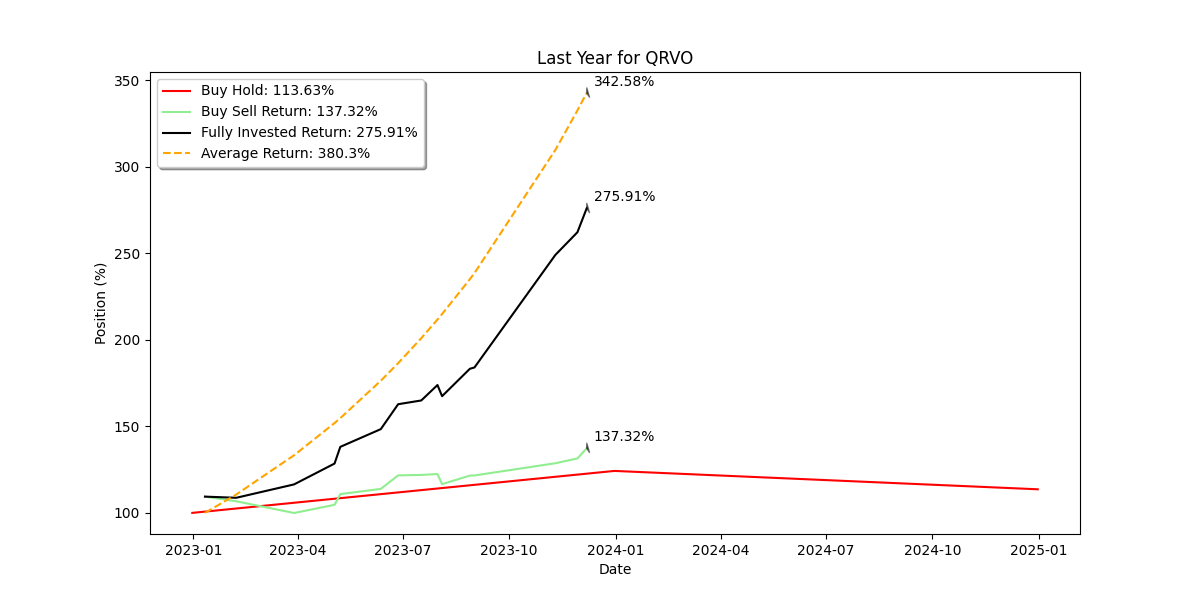 Last Year for QRVO
350
300
250
200
150
100
Position (%)
Buy Hold: 113.63%
Buy Sell Return: 137.32%
Fully Invested Return: 275.91%
Average Return: 380.3%
342.58%
275.91%
137.32%
2023-01 2023-04 2023-07 2023-10 2024-01 2024-04 2024-07 2024-10 2025-01
Date